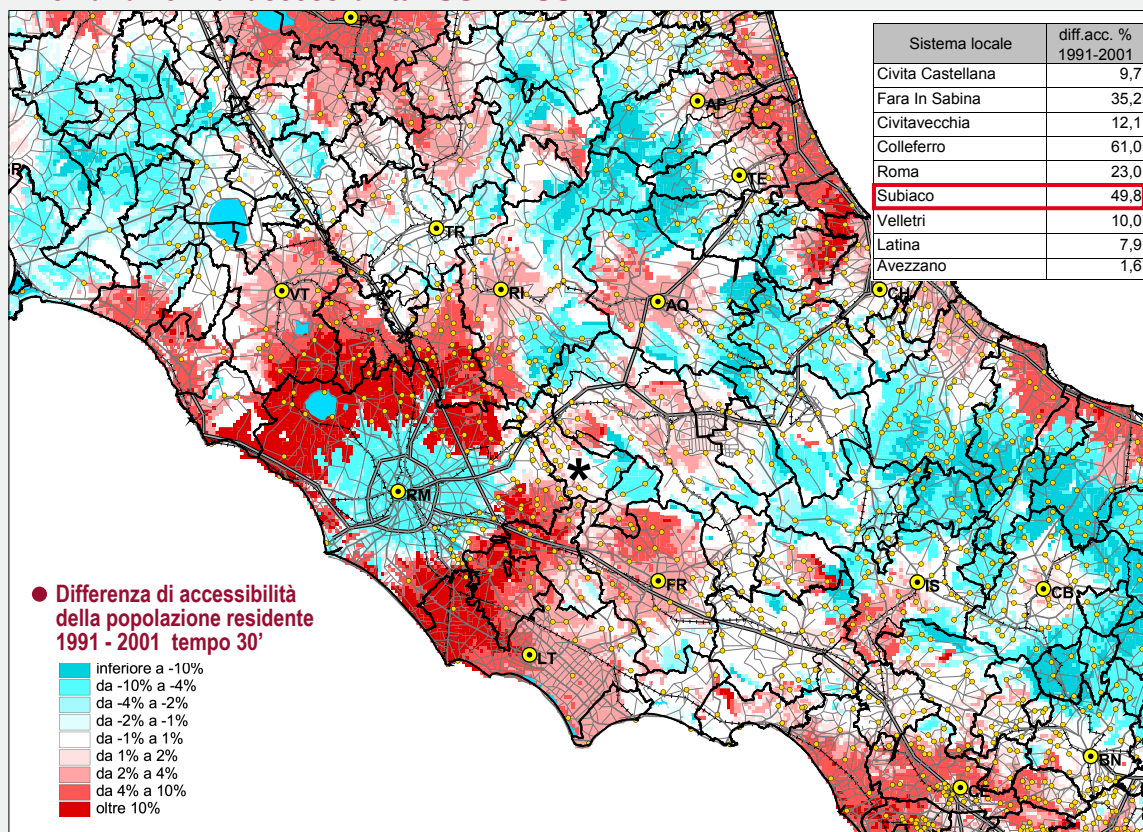 PG
AP
TE
TR
VT
RI
AQ
CH
RM
FR
IS
CB
LT
BN
CE
*
Sistema locale
diff.acc. %
1991-2001
Civita Castellana 9,7
Fara In Sabina 35,2
Civitavecchia 12,1
Colleferro 61,0
Roma 23,0
Subiaco 49,8
Velletri 10,0
Latina 7,9
Avezzano 1,6
Differenza di accessibilità
della popolazione residente
1991 - 2001 tempo 30'
inferiore a -10%
da -10% a -4%
da -4% a -2%
da -2% a -1%
da -1% a 1%
da 1% a 2%
da 2% a 4%
da 4% a 10%
oltre 10%